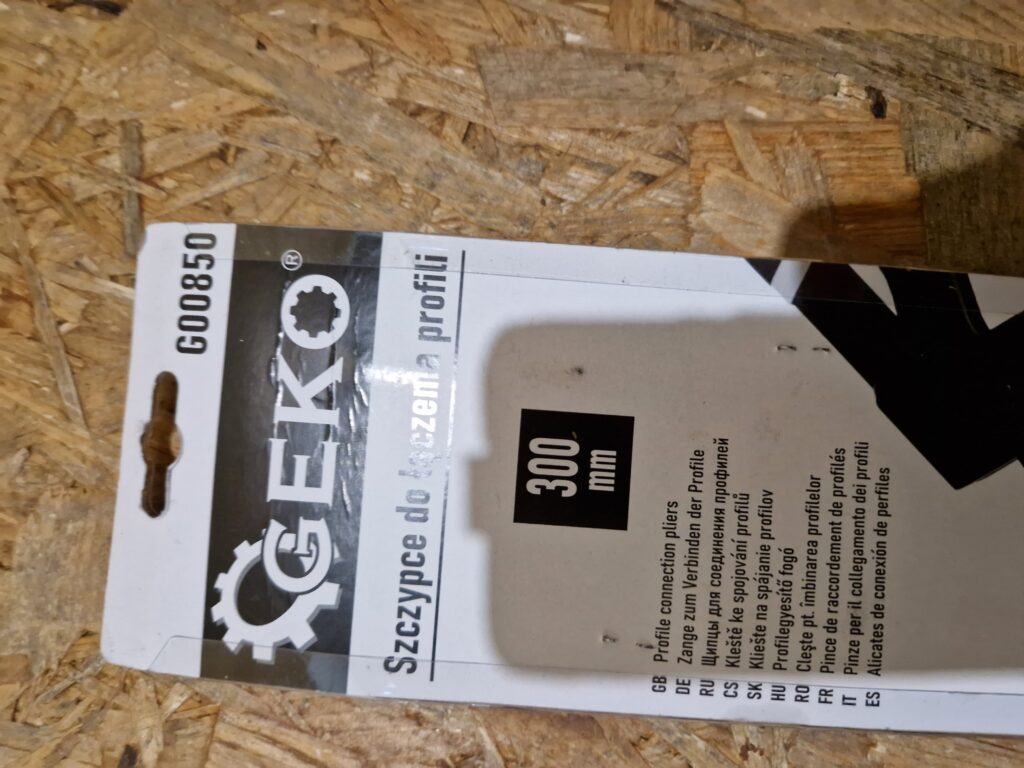 G00850
GEKO®
Szczypce do łączenia profili
300
mm
GB Profile connection pliers
DE Zange zum Verbinden der Profile
RU Щипцы для соединения профилей
CS Kleště ke spojování profilů
SK Kliešte na spájanie profilov
HU Profilegyesítő fogó
RO Cleşte pt. îmbinarea profilelor
FR Pince de raccordement de profilés
IT Pinze per il collegamento dei profili
ES Alicates de conexión de perfiles